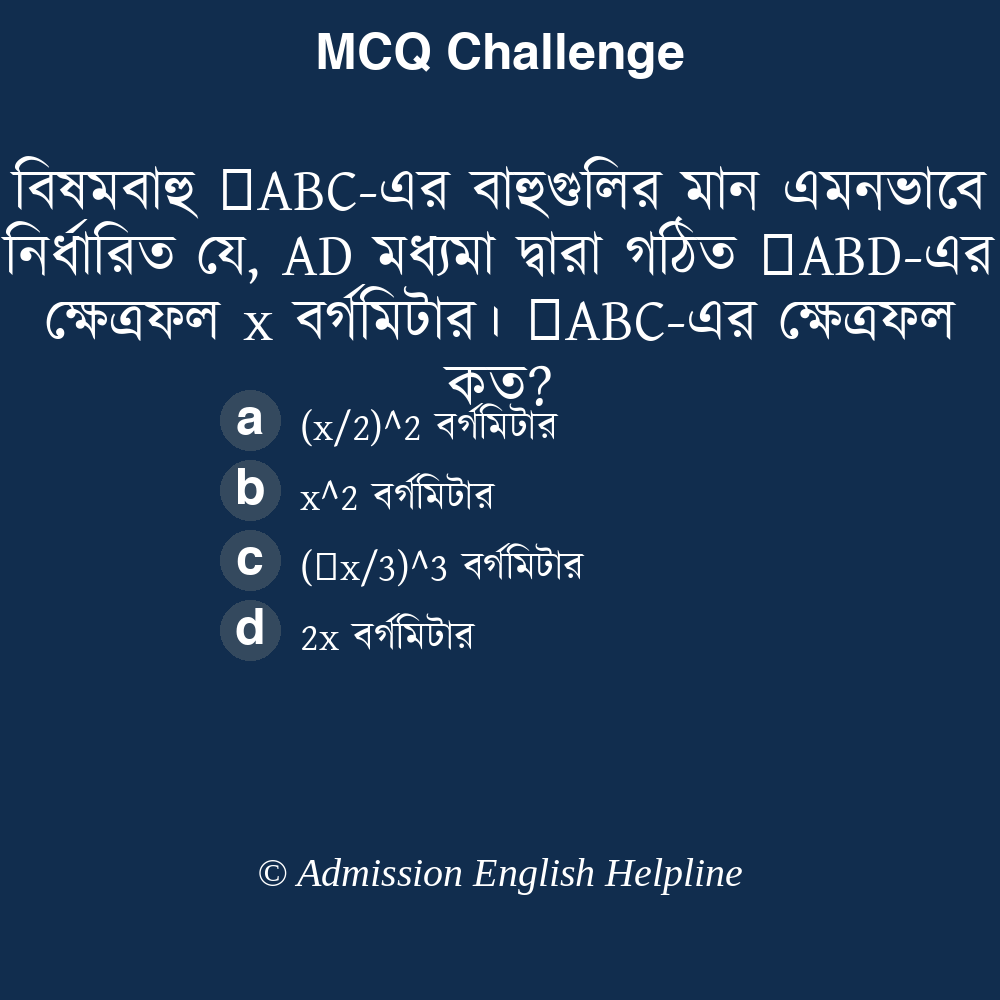 MCQ Challenge
বিষমবাহু □ABC-এর বাহুগুলির মান এমনভাবে
নির্ধারিত যে, AD মধ্যমা দ্বারা গঠিত □ABD-এর
ক্ষেত্রফল x বর্গমিটার। □ABC-এর ক্ষেত্রফল
কত?
a (x/2)^2 বর্গমিটার
b x^2 বর্গমিটার
c (□x/3)^3 বর্গমিটার
d 2x বর্গমিটার
© Admission English Helpline